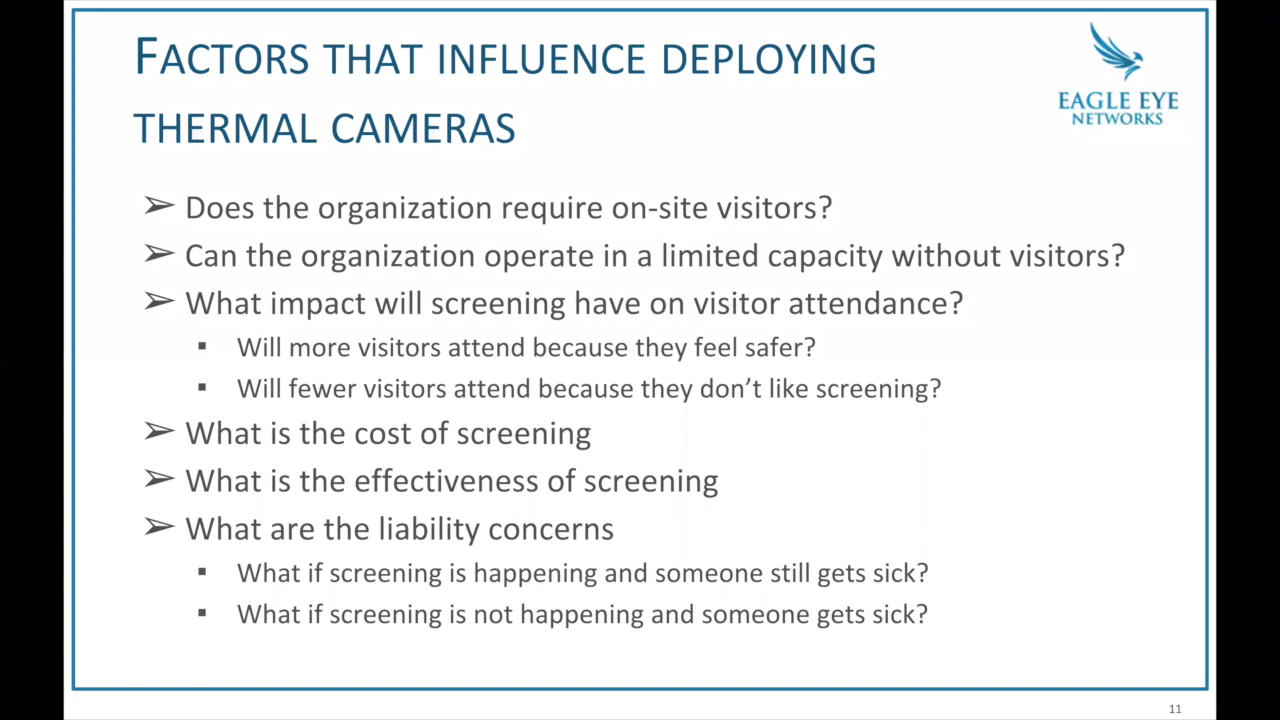 FACTORS THAT INFLUENCE DEPLOYING
THERMAL CAMERAS
EAGLE EYE
NETWORKS
➢ Does the organization require on-site visitors?
➢ Can the organization operate in a limited capacity without visitors?
➢ What impact will screening have on visitor attendance?
▪ Will more visitors attend because they feel safer?
▪ Will fewer visitors attend because they don’t like screening?
➢ What is the cost of screening
➢ What is the effectiveness of screening
➢ What are the liability concerns
▪ What if screening is happening and someone still gets sick?
▪ What if screening is not happening and someone gets sick?
11